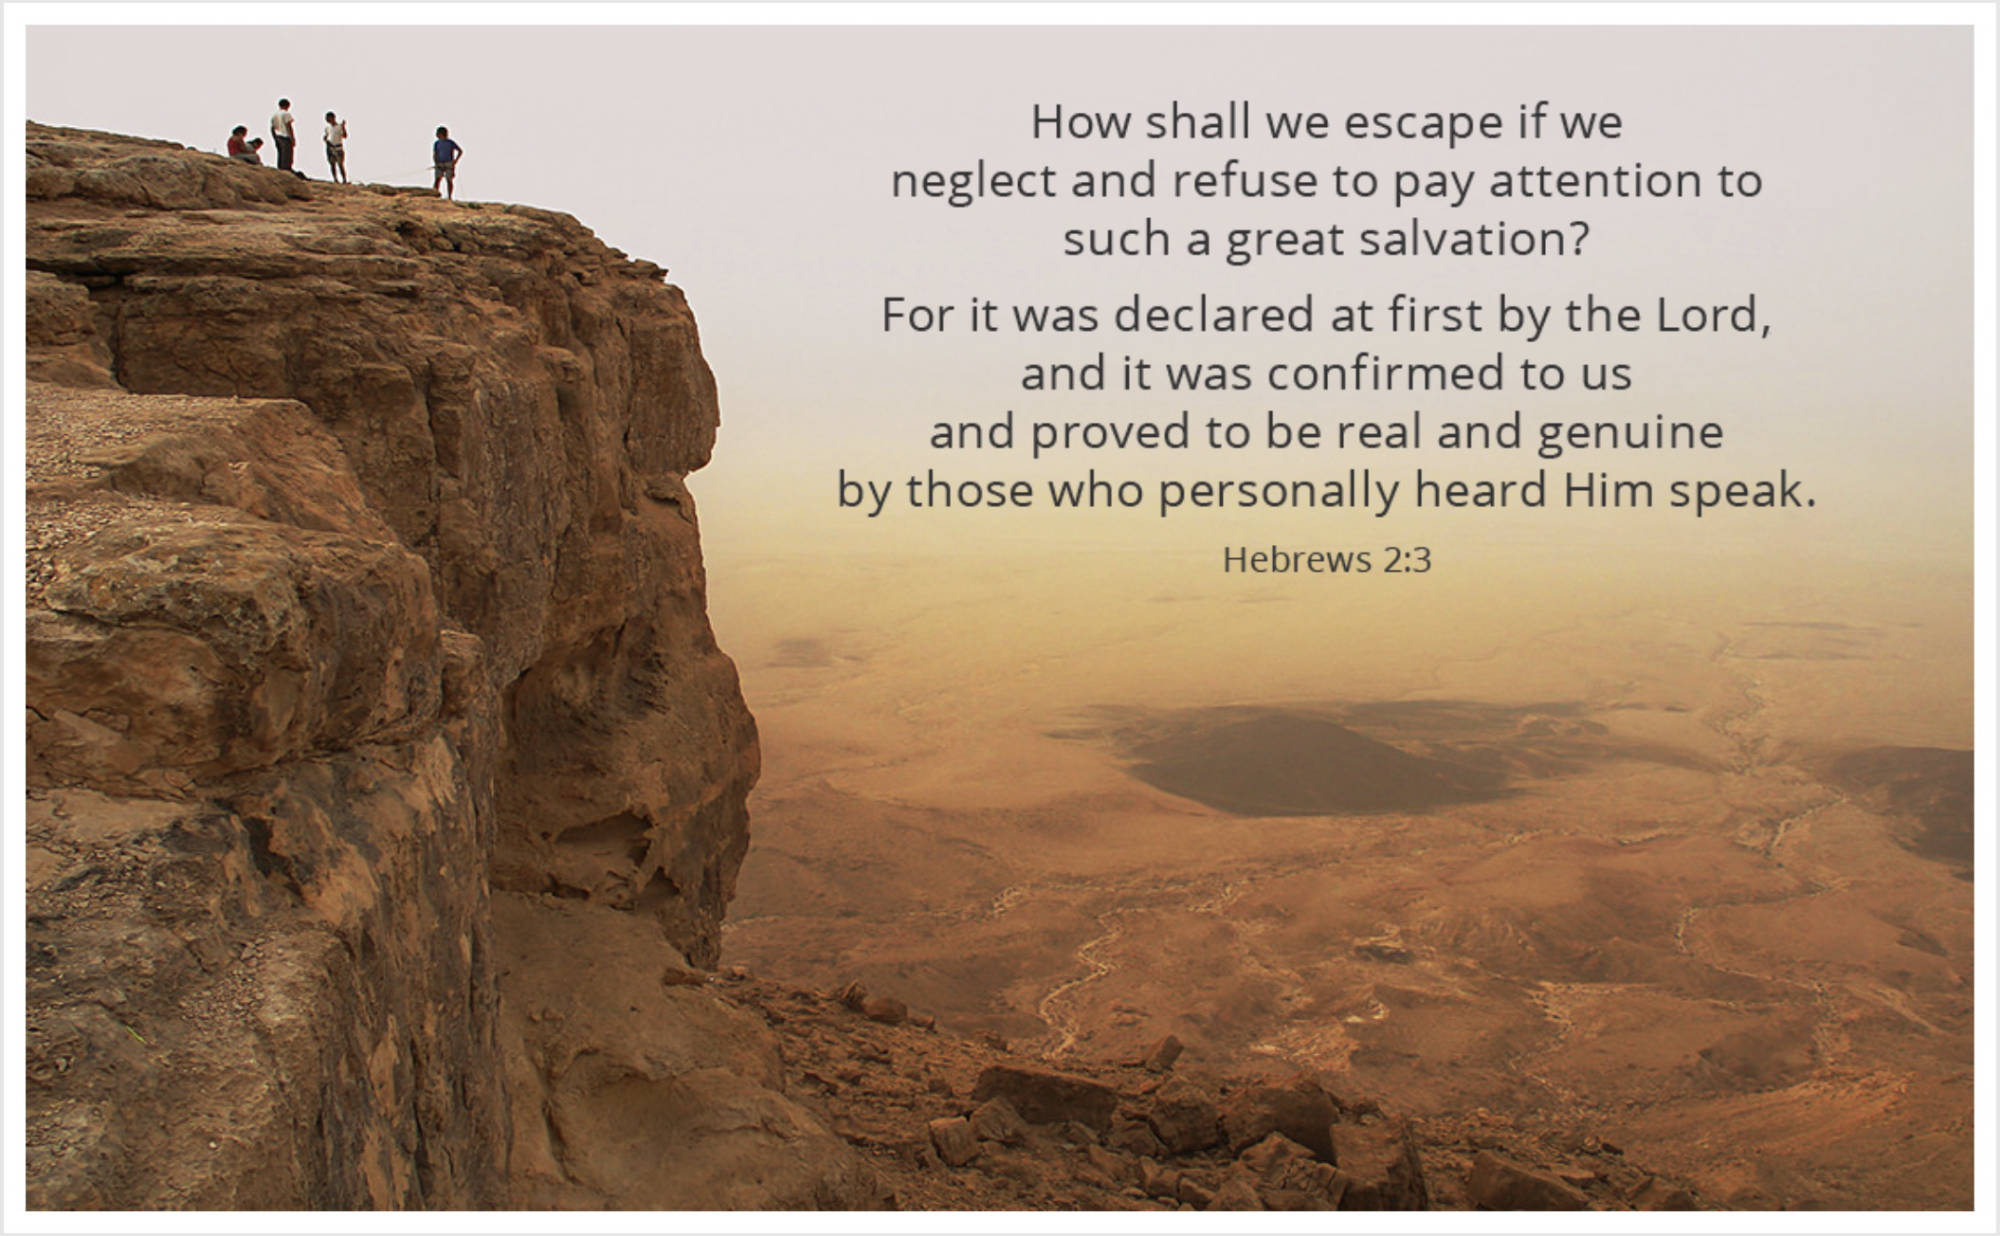 How shall we escape if we
neglect and refuse to pay attention to
such a great salvation?
For it was declared at first by the Lord,
and it was confirmed to us
and proved to be real and genuine
by those who personally heard Him speak.
Hebrews 2:3